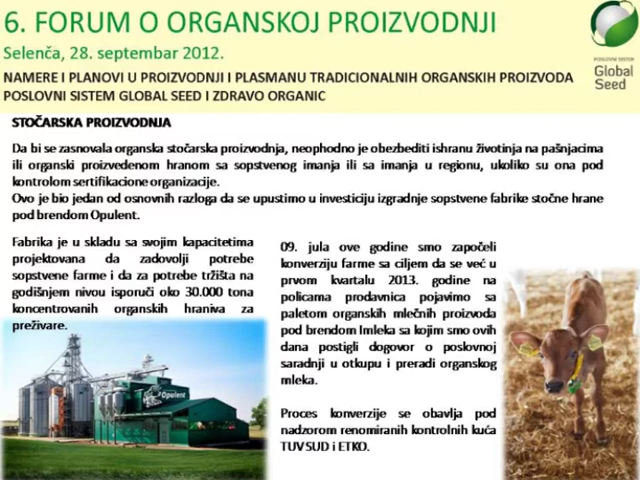 6. FORUM O ORGANSKOJ PROIZVODNJI
Selenča, 28. septembar 2012.
NAMERE I PLANOVI U PROIZVODNJI I PLASMANU TRADICIONALNIH ORGANSKIH PROIZVODA
POSLOVNI SISTEM GLOBAL SEED I ZDRAVO ORGANIC
POSLOVNI SISTEM
Global
Seed
STOČARSKA PROIZVODNJA
Da bi se zasnovala organska stočarska proizvodnja, neophodno je obezbediti ishranu životinja na pašnjacima
ili organski proizvedenom hranom sa sopstvenog imanja ili sa imanja u regionu, ukoliko su ona pod
kontrolom sertifikacione organizacije.
Ovo je bio jedan od osnovnih razloga da se upustimo u investiciju izgradnje sopstvene fabrike stočne hrane
pod brendom Opulent.
Fabrika je u skladu sa svojim kapacitetima
projektovana da zadovolji potrebe
sopstvene farme i da za potrebe tržišta na
godišnjem nivou isporuči oko 30.000 tona
koncentrovanih organskih hraniva za
preživare.
Opulent
09. jula ove godine smo započeli
konverziju farme sa ciljem da se već u
prvom kvartalu 2013. godine na
policama prodavnica pojavimo sa
paletom organskih mlečnih proizvoda
pod brendom Imleka sa kojim smo ovih
dana postigli dogovor o poslovnoj
saradnji u otkupu i preradi organskog
mleka.
Proces konverzije se obavlja pod
nadzorom renomiranih kontrolnih kuća
TUV SUD i ETKO.